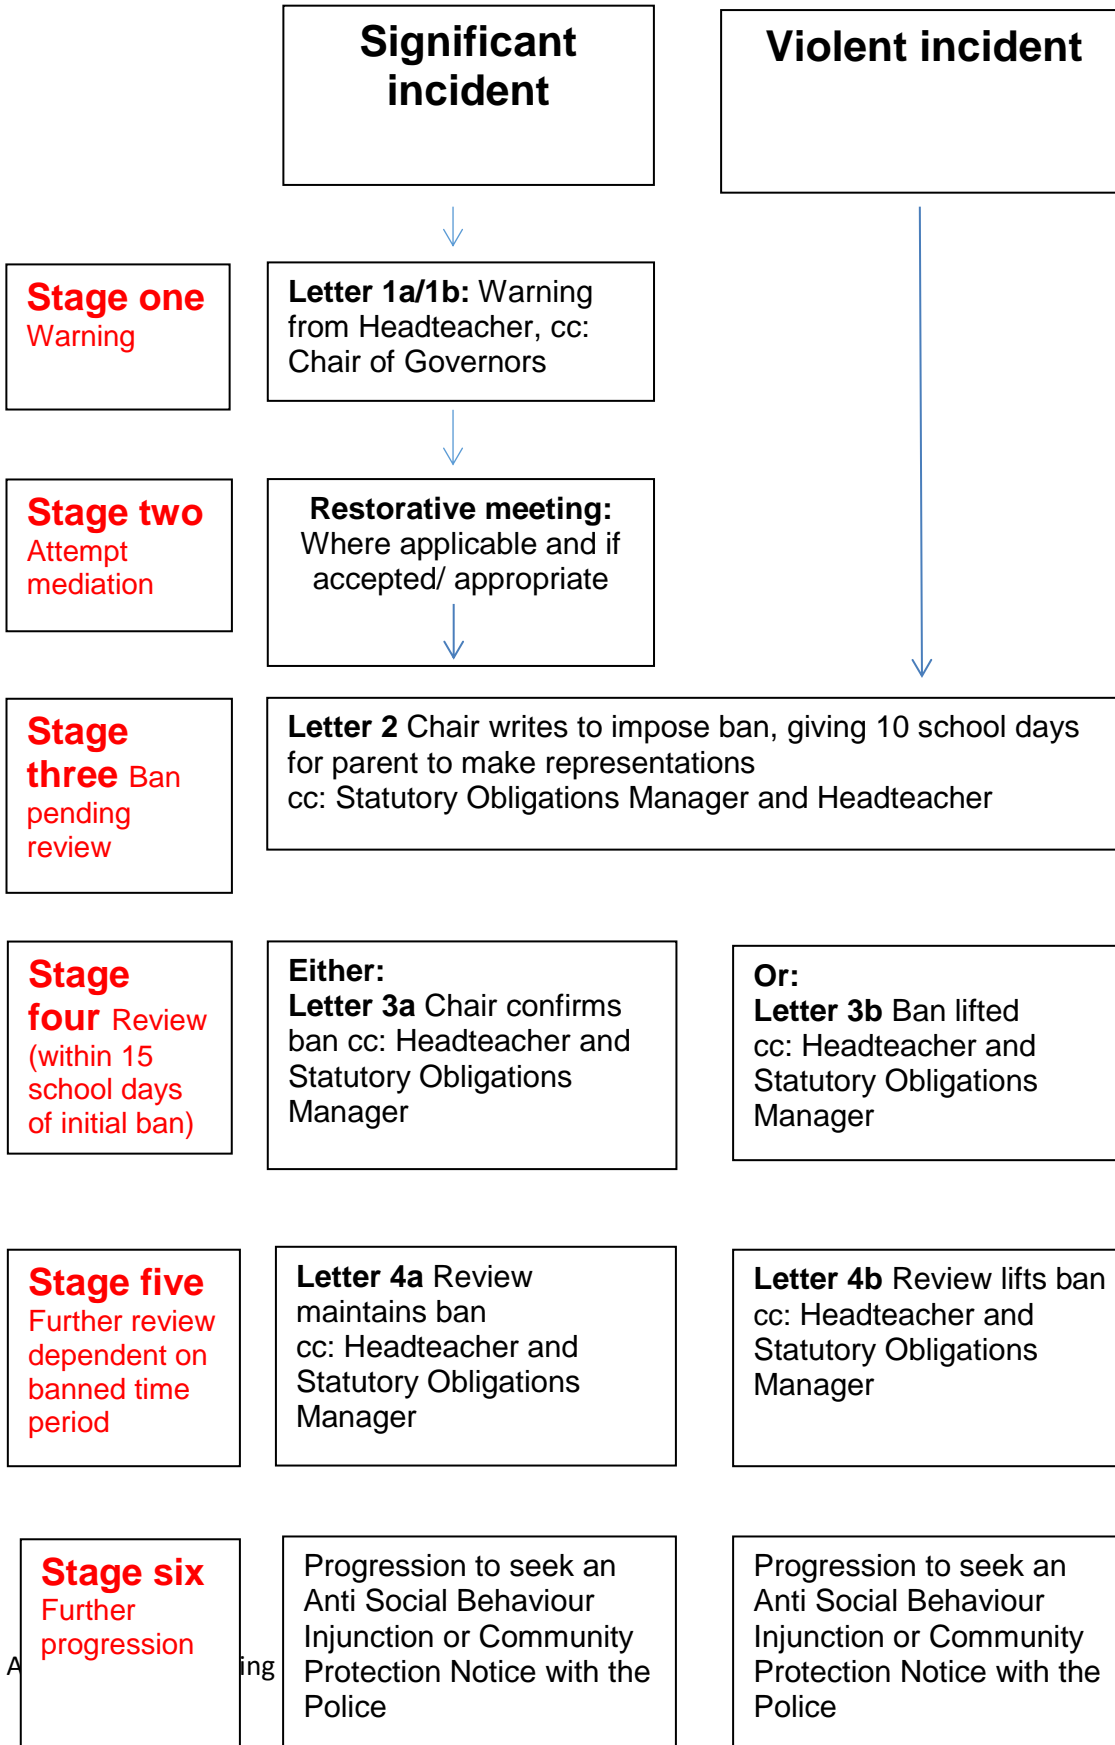 Significant
incident
Violent incident
Stage one
Warning
Letter 1a/1b: Warning
from Headteacher, cc:
Chair of Governors
Stage two
Attempt
mediation
Restorative meeting:
Where applicable and if
accepted/ appropriate
Stage
three Ban
pending
review
Letter 2 Chair writes to impose ban, giving 10 school days
for parent to make representations
cc: Statutory Obligations Manager and Headteacher
Stage
four Review
(within 15
school days
of initial ban)
Either:
Letter 3a Chair confirms
ban cc: Headteacher and
Statutory Obligations
Manager
Or:
Letter 3b Ban lifted
cc: Headteacher and
Statutory Obligations
Manager
Stage five
Further review
dependent on
banned time
period
Letter 4a Review
maintains ban
cc: Headteacher and
Statutory Obligations
Manager
Letter 4b Review lifts ban
cc: Headteacher and
Statutory Obligations
Manager
Stage six
Further
progression
Progression to seek an
Anti Social Behaviour
Injunction or Community
Protection Notice with the
Police
Progression to seek an
Anti Social Behaviour
Injunction or Community
Protection Notice with the
Police